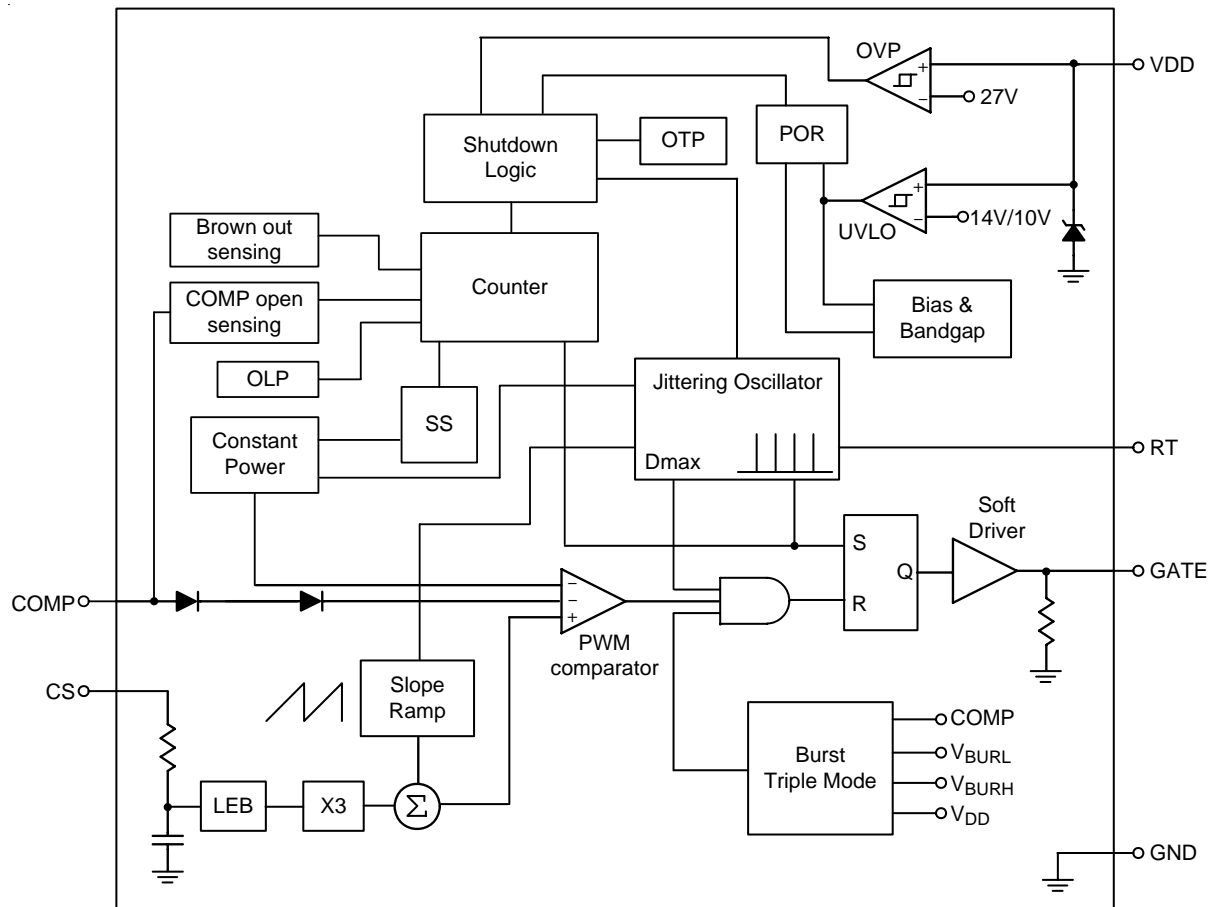 OVP
VDD
+
−
27V
Shutdown
Logic
OTP
POR
+
−
14V/10V
UVLO
Brown out
sensing
Counter
COMP open
sensing
Bias &
Bandgap
OLP
SS
Jittering Oscillator
Dmax
Constant
Power
RT
Soft
Driver
S
Q
R
GATE
COMP
−
−
+
PWM
comparator
CS
Slope
Ramp
COMP
Burst
Triple Mode
VBURL
VBURH
VDD
LEB
X3
Σ
GND